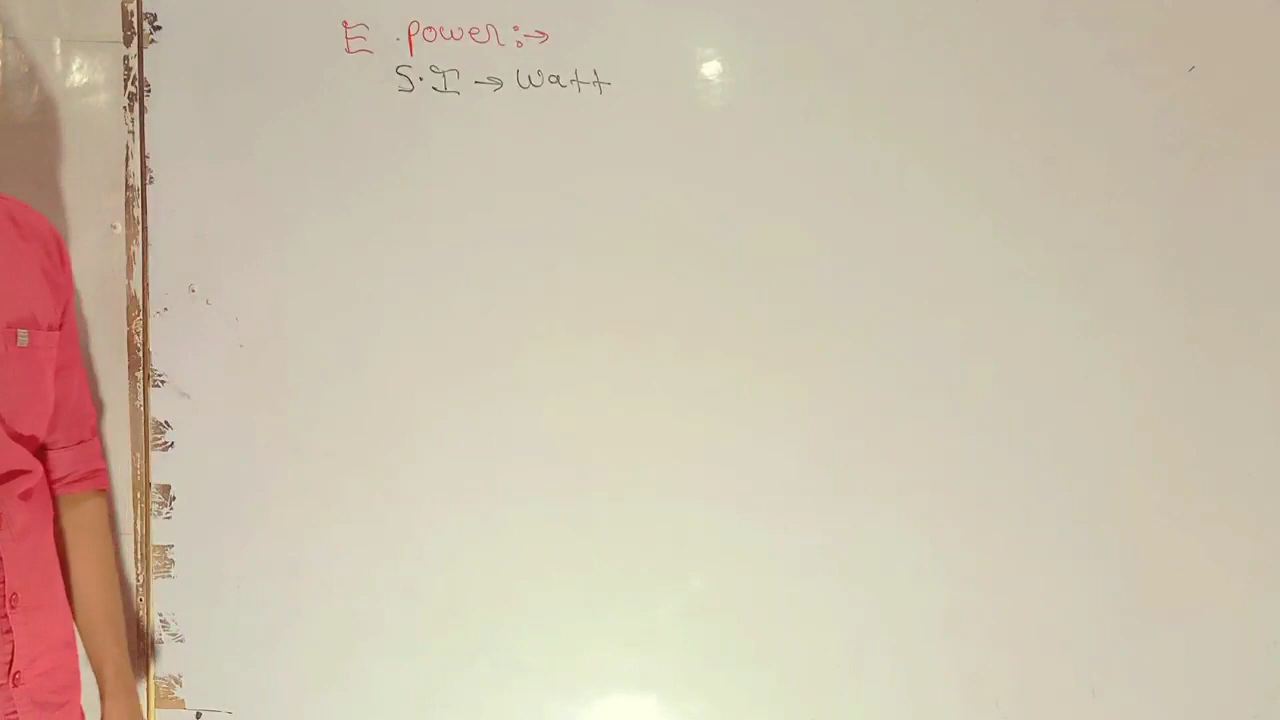 E .power:→
S.I → Watt